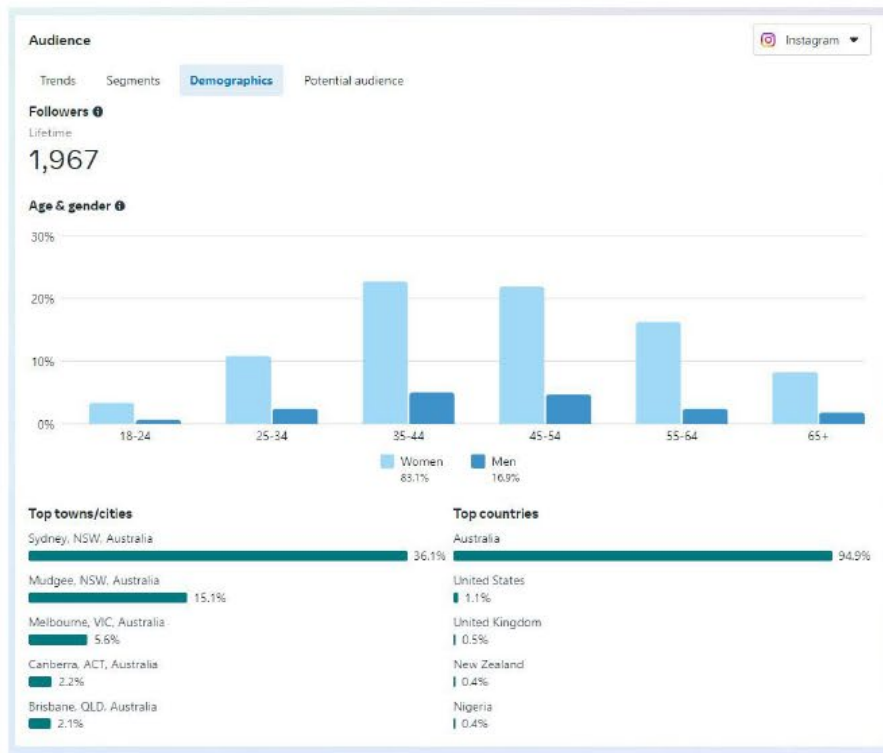 Audience
Instagram
Trends Segments Demographics Potential audience
Followers
Lifetime
1,967
Age & gender
30%
20%
10%
0%
18-24 25-34 35-44 45-54 55-64 65+
Women Men
83.1% 16.9%
Top towns/cities
Sydney, NSW, Australia
36.1%
Mudgee, NSW, Australia
15.1%
Melbourne, VIC, Australia
5.6%
Canberra, ACT, Australia
2.2%
Brisbane, QLD, Australia
2.1%
Top countries
Australia
94.9%
United States
1.1%
United Kingdom
0.5%
New Zealand
0.4%
Nigeria
0.4%